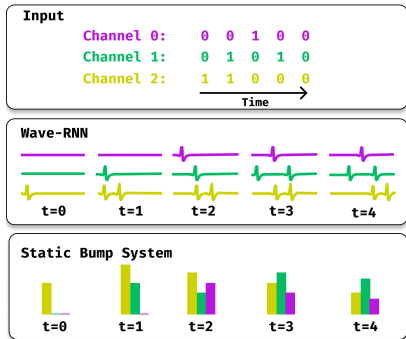 Input
Channel 0: 0 0 1 0 0
Channel 1: 0 1 0 1 0
Channel 2: 1 1 0 0 0
Time
Wave-RNN
t=0 t=1 t=2 t=3 t=4
Static Bump System
t=0 t=1 t=2 t=3 t=4